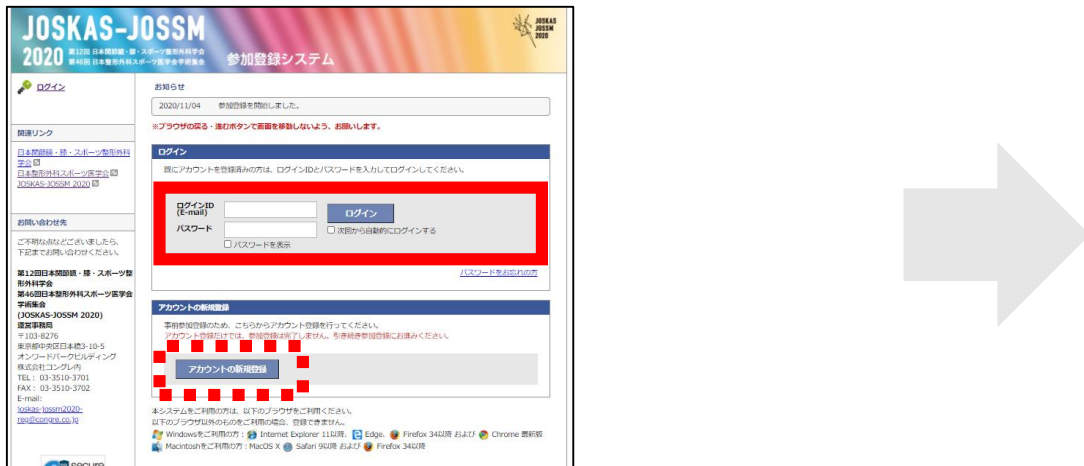 JOSKAS-JOSSM
2020 第12回 日本関節鏡・膝・スポーツ整形外科学会
第46回 日本整形外科スポーツ医学会学術集会
参加登録システム
JOSKAS
JOSSM
2020
ログイン
関連リンク
日本関節鏡・膝・スポーツ整形外科
学会
日本整形外科スポーツ医学会
JOSKAS-JOSSM 2020
お問い合わせ先
ご不明な点などございましたら、
下記までお問い合わせください。
第12回日本関節鏡・膝・スポーツ整
形外科学会
第46回日本整形外科スポーツ医学会
学術集会
(JOSKAS-JOSSM 2020)
運営事務局
〒103-8276
東京都中央区日本橋3-10-5
オンワードパークビルディング
株式会社コングレ内
TEL： 03-3510-3701
FAX： 03-3510-3702
E-mail:
joskas-jossm2020-
reg@congre.co.jp
secure
お知らせ
2020/11/04 参加登録を開始しました。
※ブラウザの戻る・進むボタンで画面を移動しないよう、お願いします。
ログイン
既にアカウントを登録済みの方は、ログインIDとパスワードを入力してログインしてください。
ログインID
(E-mail)
ログイン
パスワード
次回から自動的にログインする
パスワードを表示
パスワードをお忘れの方
アカウントの新規登録
事前参加登録のため、こちらからアカウント登録を行ってください。
アカウント登録だけでは、参加登録は完了しません。引き続き参加登録にお進みください。
アカウントの新規登録
本システムをご利用の方は、以下のブラウザをご利用ください。
以下のブラウザ以外のものをご利用の場合、登録できません。
Windowsをご利用の方： Internet Explorer 11以降、 Edge、 Firefox 34以降 および Chrome 最新版
Macintoshをご利用の方：MacOS X Safari 9以降 および Firefox 34以降